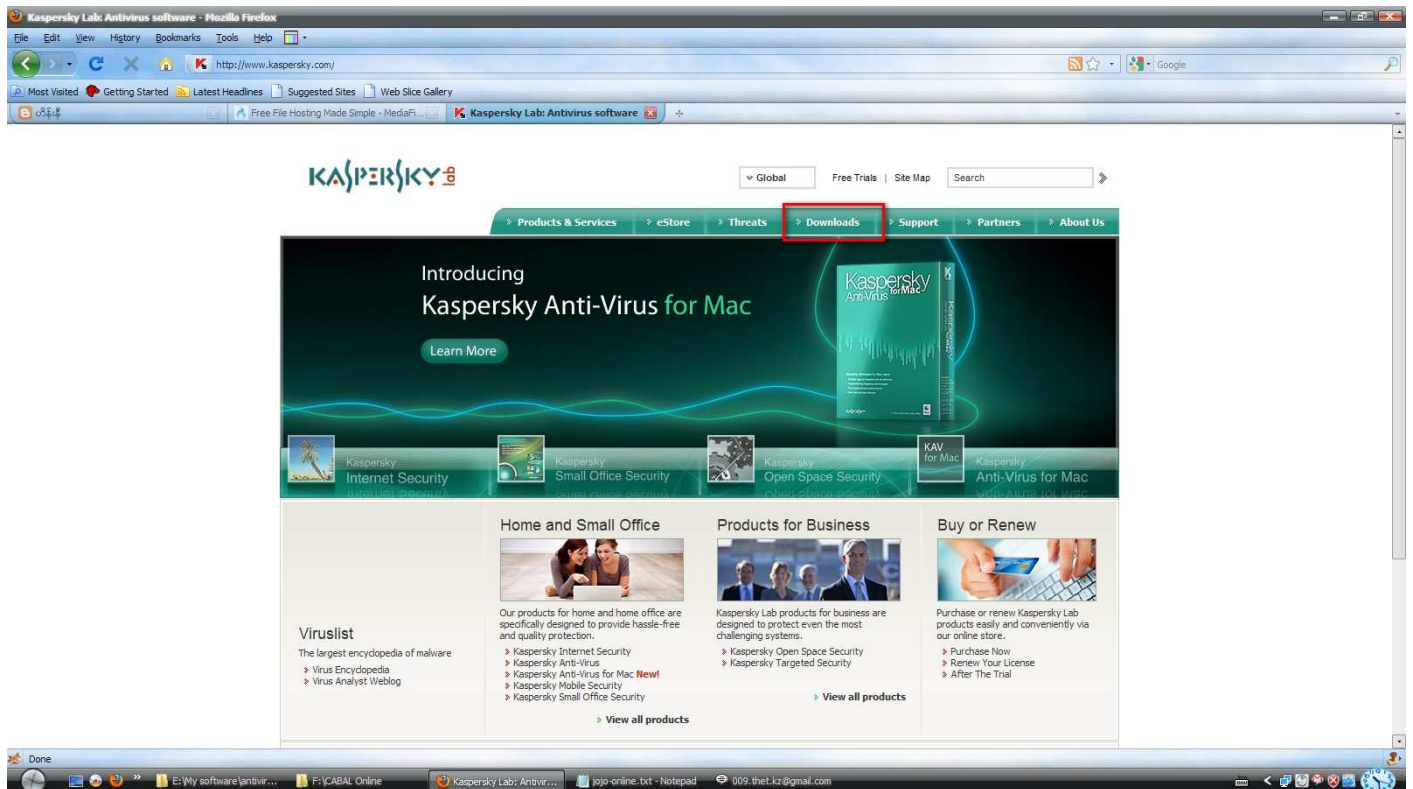 Kaspersky Lab: Antivirus software - Mozilla Firefox
File Edit View History Bookmarks Tools Help
http://www.kaspersky.com/
Google
Most Visited Getting Started Latest Headlines Suggested Sites Web Slice Gallery
Free File Hosting Made Simple - MediaFi...
Kaspersky Lab: Antivirus software
KASPERSKY lab
Global
Free Trials | Site Map
Search
Products & Services
eStore
Threats
Downloads
Support
Partners
About Us
Introducing
Kaspersky Anti-Virus for Mac
Learn More
Kaspersky
Anti-Virus for Mac
Kaspersky
Internet Security
Kaspersky
Small Office Security
Kaspersky
Open Space Security
KAV
for Mac
Kaspersky
Anti-Virus for Mac
Viruslist
The largest encyclopedia of malware
Virus Encyclopedia
Virus Analyst Weblog
Home and Small Office
Our products for home and home office are
specifically designed to provide hassle-free
and quality protection.
Kaspersky Internet Security
Kaspersky Anti-Virus
Kaspersky Anti-Virus for Mac New!
Kaspersky Mobile Security
Kaspersky Small Office Security
View all products
Products for Business
Kaspersky Lab products for business are
designed to protect even the most
challenging systems.
Kaspersky Open Space Security
Kaspersky Targeted Security
View all products
Buy or Renew
Purchase or renew Kaspersky Lab
products easily and conveniently via
our online store.
Purchase Now
Renew Your License
After The Trial
Done
E:\My software\antivir...
F:\CABAL Online
Kaspersky Lab: Antivir...
jojo-online.txt - Notepad
009.thet.kz@gmail.com